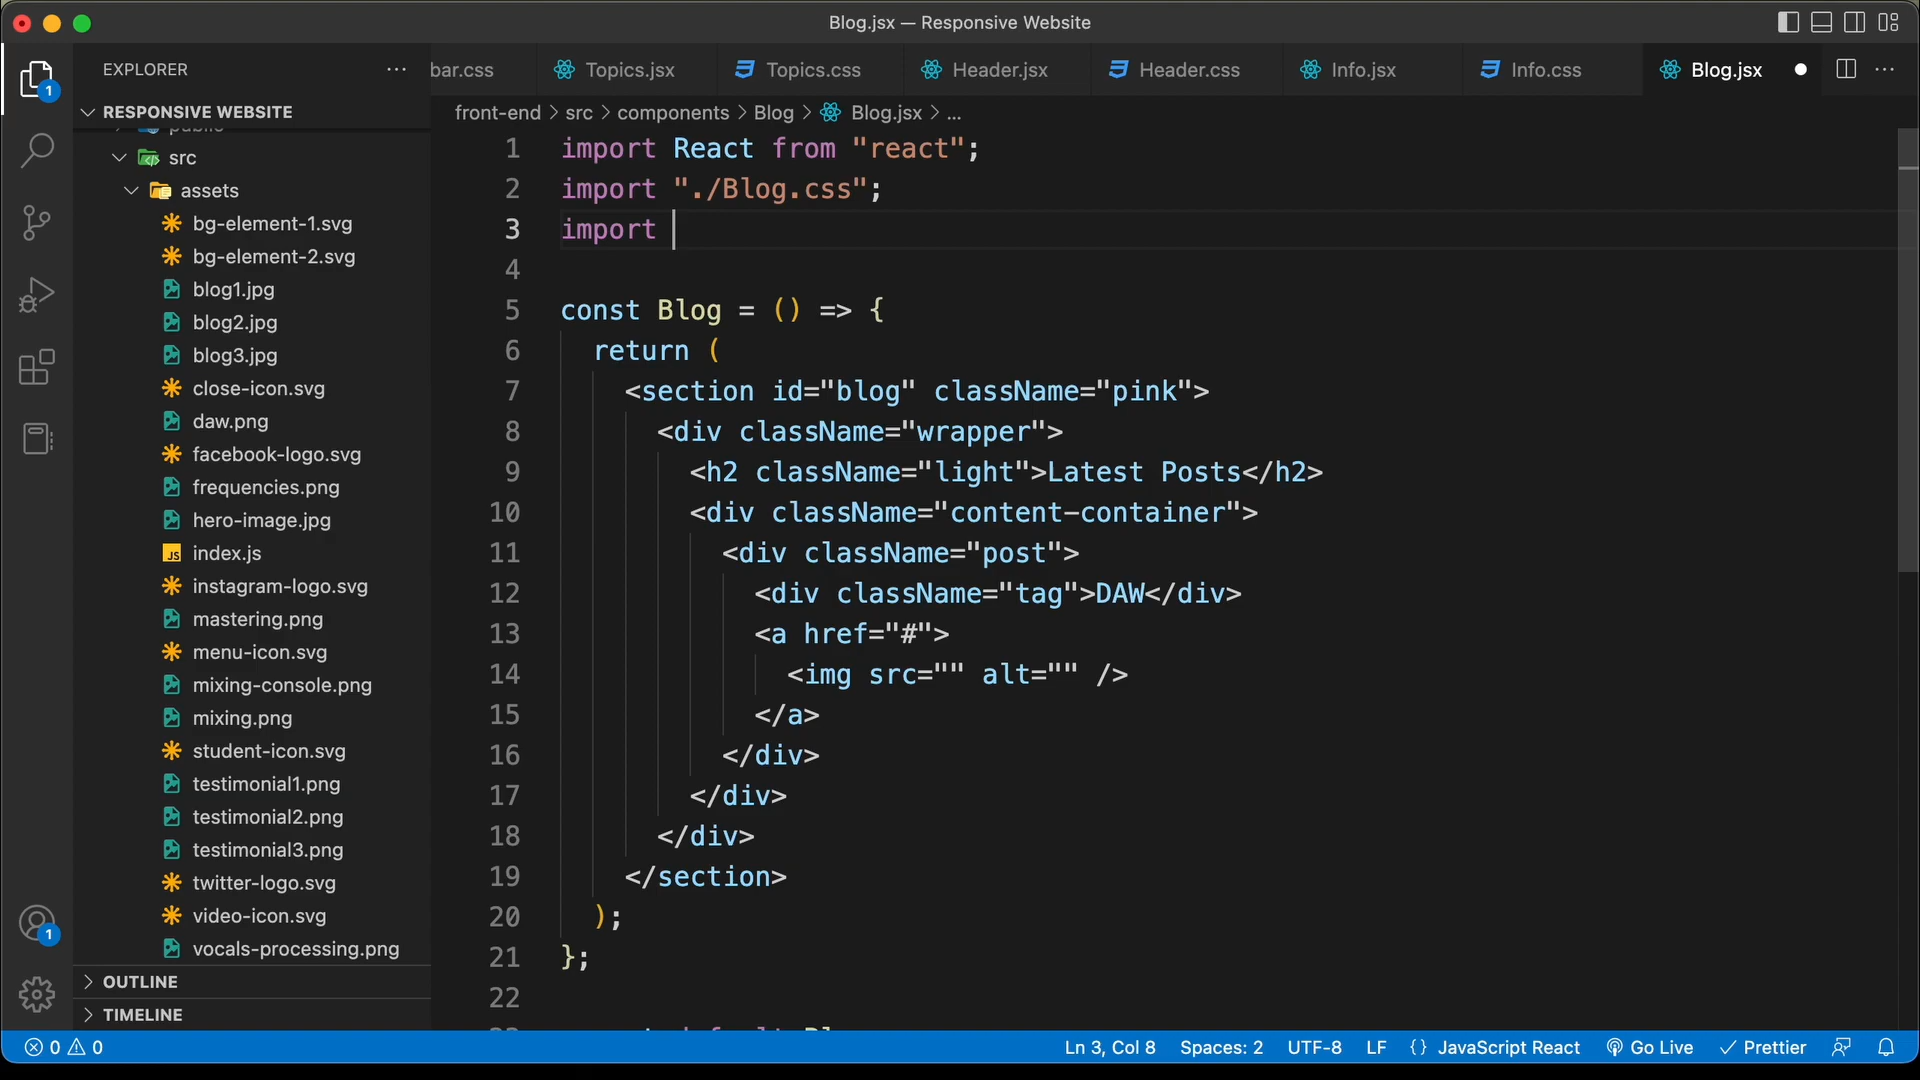 Blog.jsx — Responsive Website
EXPLORER
bar.css
Topics.jsx
Topics.css
Header.jsx
Header.css
Info.jsx
Info.css
Blog.jsx
RESPONSIVE WEBSITE
front-end > src > components > Blog > Blog.jsx > ...
public
src
assets
bg-element-1.svg
bg-element-2.svg
blog1.jpg
blog2.jpg
blog3.jpg
close-icon.svg
daw.png
facebook-logo.svg
frequencies.png
hero-image.jpg
index.js
instagram-logo.svg
mastering.png
menu-icon.svg
mixing-console.png
mixing.png
student-icon.svg
testimonial1.png
testimonial2.png
testimonial3.png
twitter-logo.svg
video-icon.svg
vocals-processing.png
OUTLINE
TIMELINE
1 import React from "react";
2 import "./Blog.css";
3 import
4
5 const Blog = () => {
6 return (
7 <section id="blog" className="pink">
8 <div className="wrapper">
9 <h2 className="light">Latest Posts</h2>
10 <div className="content-container">
11 <div className="post">
12 <div className="tag">DAW</div>
13 <a href="#">
14 <img src="" alt="" />
15 </a>
16 </div>
17 </div>
18 </div>
19 </section>
20 );
21 };
22
1
1
0 0
Ln 3, Col 8
Spaces: 2
UTF-8
LF
{} JavaScript React
Go Live
Prettier